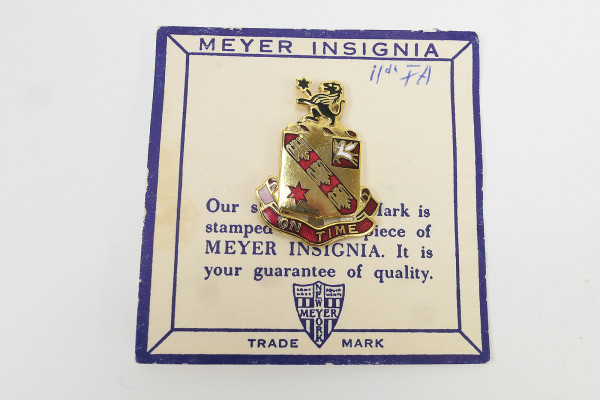 MEYER INSIGNIA
11th FA
ON TIME
Our s Mark is
stamped piece of
MEYER INSIGNIA. It is
your guarantee of quality.
NEW YORK
MEYER
TRADE MARK